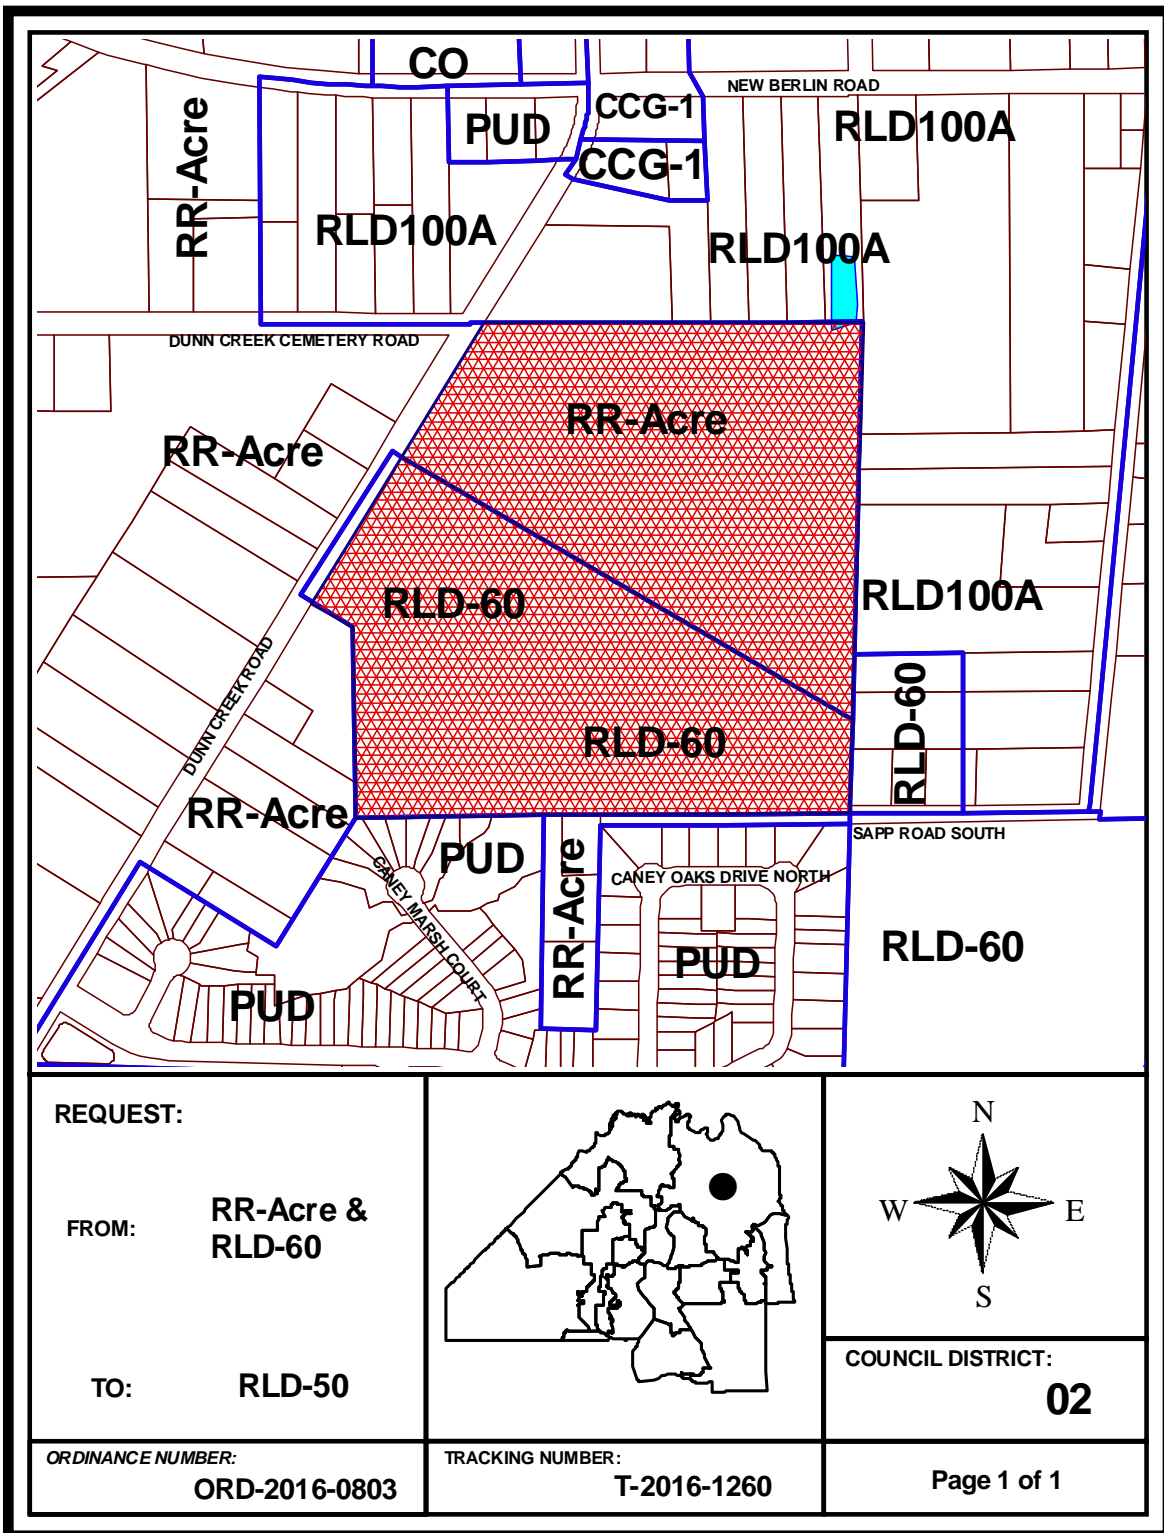 CO
NEW BERLIN ROAD
RR-Acre
PUD
CCG-1
RLD100A
CCG-1
RLD100A
RLD100A
DUNN CREEK CEMETERY ROAD
RR-Acre
RR-Acre
RLD-60
RLD100A
DUNN CREEK ROAD
RLD-60
RLD-60
RR-Acre
SAPP ROAD SOUTH
PUD
RR-Acre
CANEY OAKS DRIVE NORTH
CANEY MARSH COURT
RLD-60
PUD
PUD
REQUEST:
FROM:
RR-Acre &
RLD-60
TO:
RLD-50
N
W
E
S
COUNCIL DISTRICT:
02
ORDINANCE NUMBER:
ORD-2016-0803
TRACKING NUMBER:
T-2016-1260
Page 1 of 1